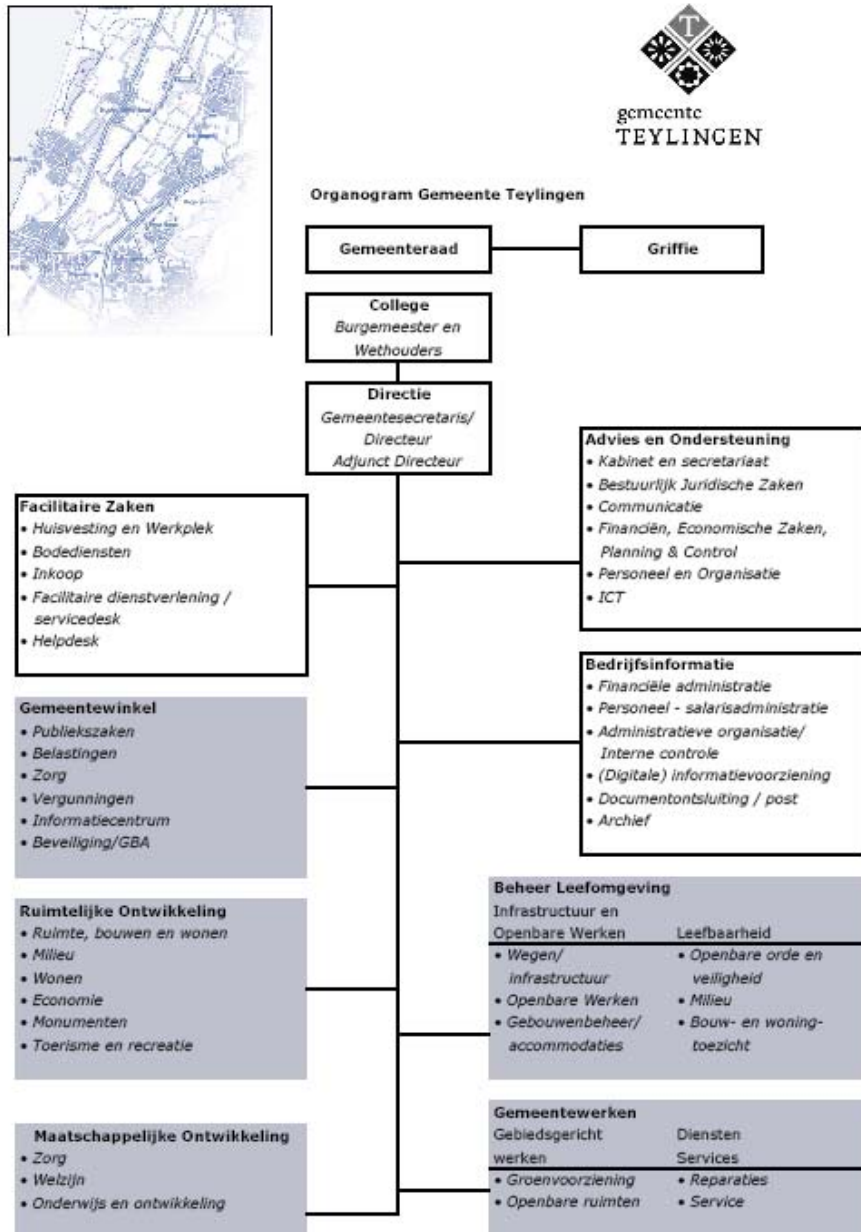 gemeente
TEYLINGEN
Organogram Gemeente Teylingen
Gemeenteraad
Griffie
College
Burgemeester en
Wethouders
Directie
Gemeentesecretaris/
Directeur
Adjunct Directeur
Advies en Ondersteuning
• Kabinet en secretariaat
• Bestuurlijk Juridische Zaken
• Communicatie
• Financiën, Economische Zaken,
Planning & Control
• Personeel en Organisatie
• ICT
Facilitaire Zaken
• Huisvesting en Werkplek
• Bodediensten
• Inkoop
• Facilitaire dienstverlening /
servicedesk
• Helpdesk
Bedrijfsinformatie
• Financiële administratie
• Personeel - salarisadministratie
• Administratieve organisatie/
Interne controle
• (Digitale) informatievoorziening
• Documentontsluiting / post
• Archief
Gemeentewinkel
• Publiekszaken
• Belastingen
• Zorg
• Vergunningen
• Informatiecentrum
• Beveiliging/GBA
Beheer Leefomgeving
Infrastructuur en
Openbare Werken
• Wegen/
infrastructuur
• Openbare Werken
• Gebouwenbeheer/
accommodaties
Leefbaarheid
• Openbare orde en
veiligheid
• Milieu
• Bouw- en woning-
toezicht
Ruimtelijke Ontwikkeling
• Ruimte, bouwen en wonen
• Milieu
• Wonen
• Economie
• Monumenten
• Toerisme en recreatie
Maatschappelijke Ontwikkeling
• Zorg
• Welzijn
• Onderwijs en ontwikkeling
Gemeentewerken
Gebiedsgericht
werken
• Groenvoorziening
• Openbare ruimten
Diensten
Services
• Reparaties
• Service